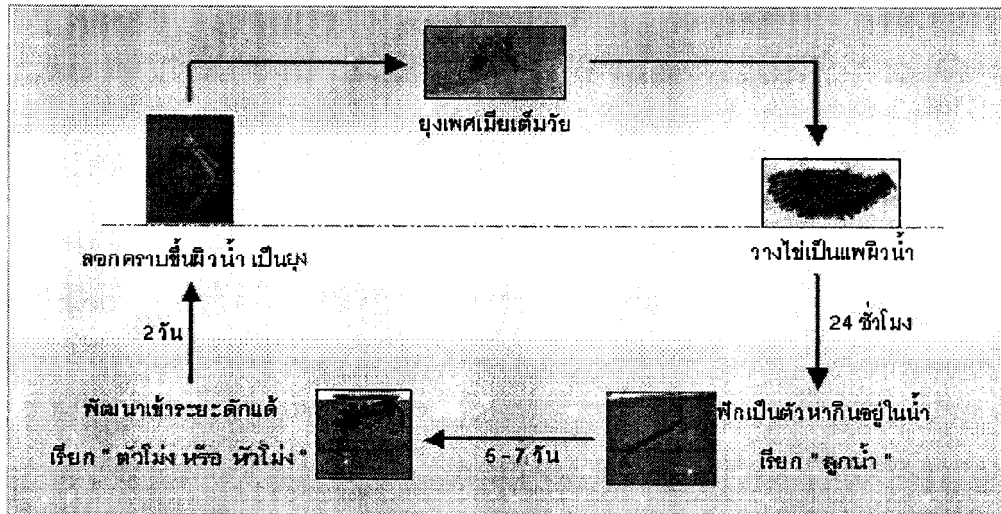 ยุงเพศเมียเต็มวัย
วางไข่เป็นแพผิวน้ำ
24 ชั่วโมง
ฟักเป็นตัวหากินอยู่ในน้ำ
เรียก " ลูกน้ำ "
6 - 7 วัน
พัฒนาเข้าระยะดักแด้
เรียก " ตัวโม่ง หรือ หัวโม่ง "
2 วัน
ลอกคราบขึ้นผิวน้ำ เป็นยุง